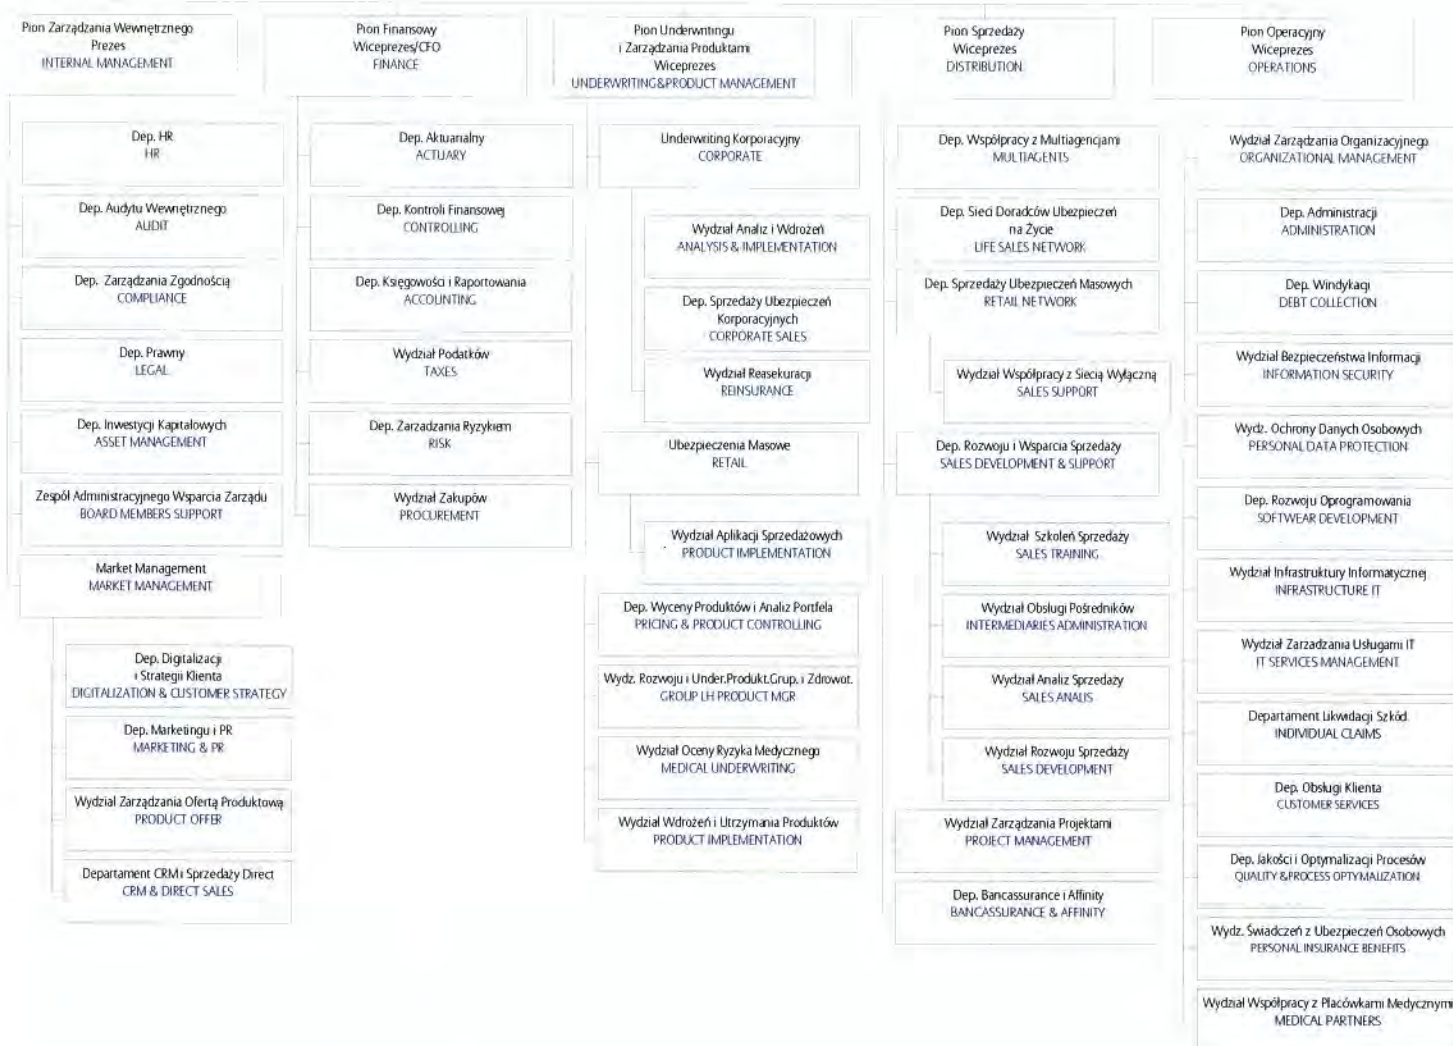 Pion Zarządzania Wewnętrznego
Prezes
INTERNAL MANAGEMENT
Dep. HR
HR
Dep. Audytu Wewnętrznego
AUDIT
Dep. Zarządzania Zgodnością
COMPLIANCE
Dep. Prawny
LEGAL
Dep. Inwestycji Kapitałowych
ASSET MANAGEMENT
Zespół Administracyjnego Wsparcia Zarządu
BOARD MEMBERS SUPPORT
Market Management
MARKET MANAGEMENT
Dep. Digitalizacji
i Strategii Klienta
DIGITALIZATION & CUSTOMER STRATEGY
Dep. Marketingu i PR
MARKETING & PR
Wydział Zarządzania Ofertą Produktową
PRODUCT OFFER
Departament CRM i Sprzedaży Direct
CRM & DIRECT SALES
Pion Finansowy
Wiceprezes/CFO
FINANCE
Dep. Aktuarialny
ACTUARY
Dep. Kontroli Finansowej
CONTROLLING
Dep. Księgowości i Raportowania
ACCOUNTING
Wydział Podatków
TAXES
Dep. Zarzadzania Ryzykiem
RISK
Wydział Zakupów
PROCUREMENT
Pion Underwritingu
i Zarządzania Produktami
Wiceprezes
UNDERWRITING&PRODUCT MANAGEMENT
Underwriting Korporacyjny
CORPORATE
Wydział Analiz i Wdrożeń
ANALYSIS & IMPLEMENTATION
Dep. Sprzedaży Ubezpieczeń
Korporacyjnych
CORPORATE SALES
Wydział Reasekuracji
REINSURANCE
Ubezpieczenia Masowe
RETAIL
Wydział Aplikacji Sprzedażowych
PRODUCT IMPLEMENTATION
Dep. Wyceny Produktów i Analiz Portfela
PRICING & PRODUCT CONTROLLING
Wydz. Rozwoju i Under.Produkt.Grup. i Zdrowot.
GROUP LH PRODUCT MGR
Wydział Oceny Ryzyka Medycznego
MEDICAL UNDERWRITING
Wydział Wdrożeń i Utrzymania Produktów
PRODUCT IMPLEMENTATION
Pion Sprzedaży
Wiceprezes
DISTRIBUTION
Dep. Współpracy z Multiagencjami
MULTIAGENTS
Dep. Sieci Doradców Ubezpieczeń
na Życie
LIFE SALES NETWORK
Dep. Sprzedaży Ubezpieczeń Masowych
RETAIL NETWORK
Wydział Współpracy z Siecią Wyłączną
SALES SUPPORT
Dep. Rozwoju i Wsparcia Sprzedaży
SALES DEVELOPMENT & SUPPORT
Wydział Szkoleń Sprzedaży
SALES TRAINING
Wydział Obsługi Pośredników
INTERMEDIARIES ADMINISTRATION
Wydział Analiz Sprzedaży
SALES ANALIS
Wydział Rozwoju Sprzedaży
SALES DEVELOPMENT
Wydział Zarządzania Projektami
PROJECT MANAGEMENT
Dep. Bancassurance i Affinity
BANCASSURANCE & AFFINITY
Pion Operacyjny
Wiceprezes
OPERATIONS
Wydział Zarządzania Organizacyjnego
ORGANIZATIONAL MANAGEMENT
Dep. Administracji
ADMINISTRATION
Dep. Windykacji
DEBT COLLECTION
Wydział Bezpieczeństwa Informacji
INFORMATION SECURITY
Wydz. Ochrony Danych Osobowych
PERSONAL DATA PROTECTION
Dep. Rozwoju Oprogramowania
SOFTWEAR DEVELOPMENT
Wydział Infrastruktury Informatycznej
INFRASTRUCTURE IT
Wydział Zarzadzania Usługami IT
IT SERVICES MANAGEMENT
Departament Likwidacji Szkód
INDIVIDUAL CLAIMS
Dep. Obsługi Klienta
CUSTOMER SERVICES
Dep. Jakości i Optymalizacji Procesów
QUALITY &PROCESS OPTYMALIZATION
Wydz. Świadczeń z Ubezpieczeń Osobowych
PERSONAL INSURANCE BENEFITS
Wydział Współpracy z Placówkami Medycznymi
MEDICAL PARTNERS